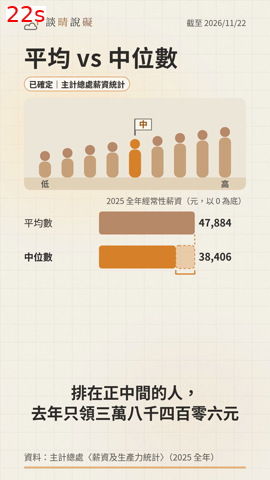 22s
談晴說礙
截至 2026/11/22
平均 vs 中位數
已確定｜主計總處薪資統計
中
低
高
2025 全年經常性薪資（元，以 0 為底）
平均數
47,884
中位數
38,406
排在正中間的人，
去年只領三萬八千四百零六元
資料：主計總處〈薪資及生產力統計〉（2025 全年）